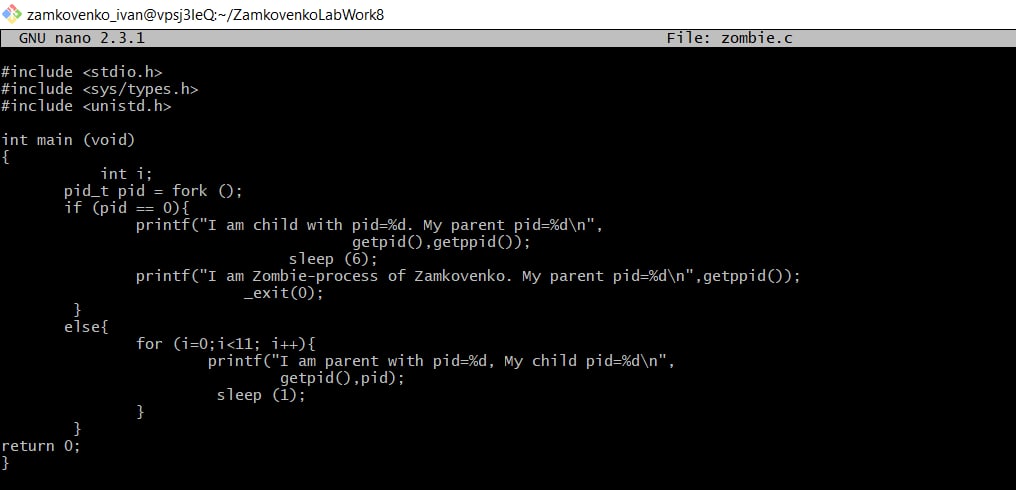 zamkovenko_ivan@vpsj3IeQ:~/ZamkovenkoLabWork8
GNU nano 2.3.1 File: zombie.c
#include <stdio.h>
#include <sys/types.h>
#include <unistd.h>
int main (void)
{
int i;
pid_t pid = fork ();
if (pid == 0){
printf("I am child with pid=%d. My parent pid=%d\n",
getpid(),getppid());
sleep (6);
printf("I am Zombie-process of Zamkovenko. My parent pid=%d\n",getppid());
_exit(0);
}
else{
for (i=0;i<11; i++){
printf("I am parent with pid=%d, My child pid=%d\n",
getpid(),pid);
sleep (1);
}
}
return 0;
}